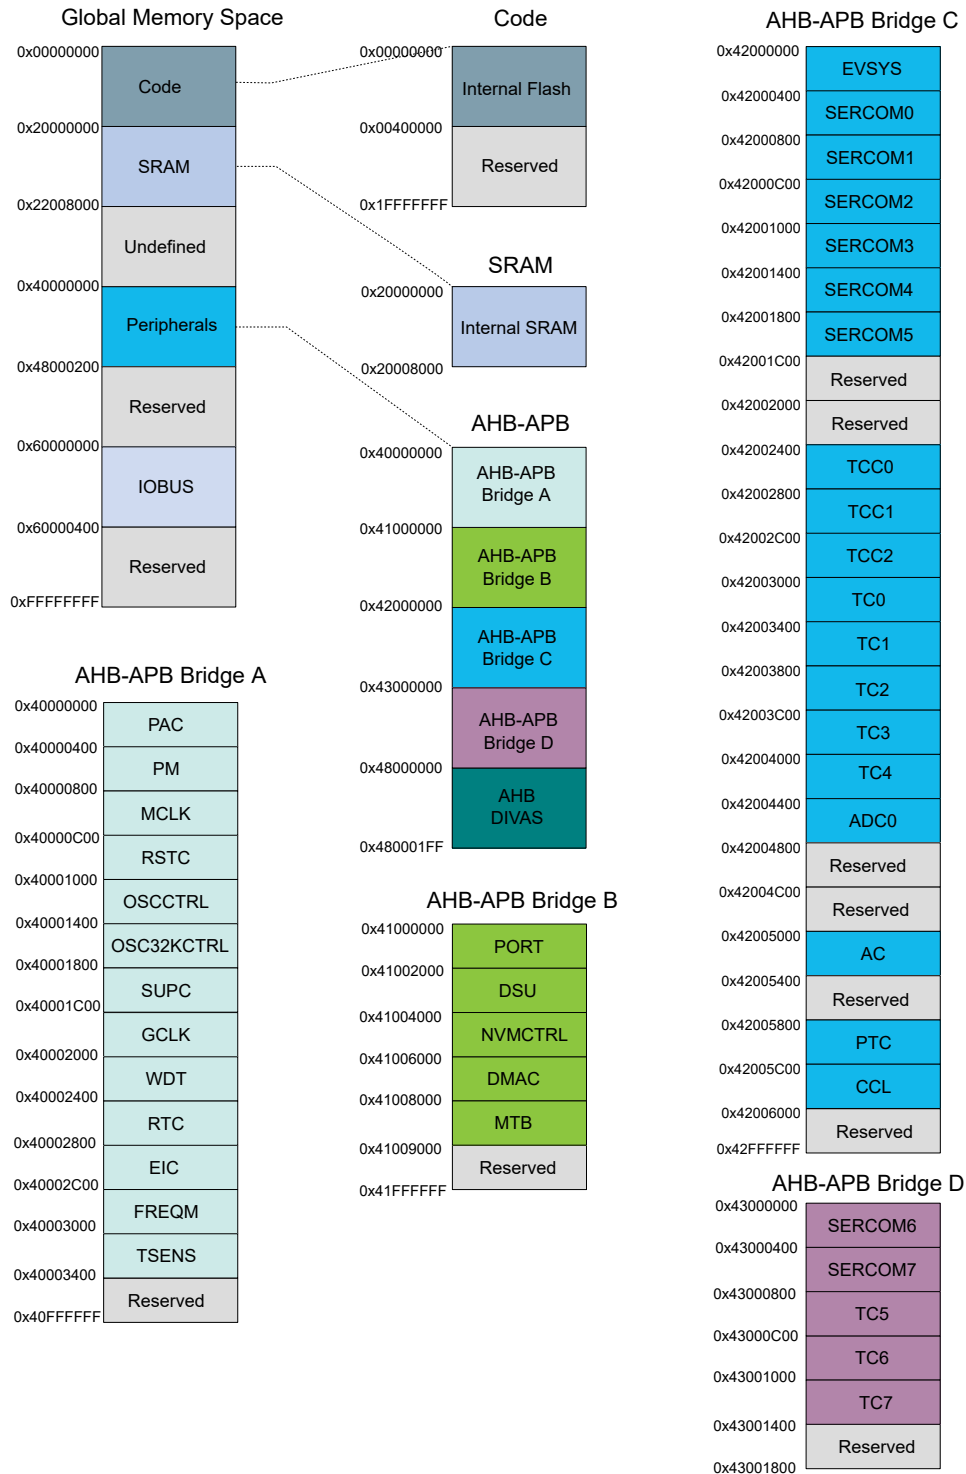 Global Memory Space
0x00000000
Code
0x20000000
SRAM
0x22008000
Undefined
0x40000000
Peripherals
0x48000200
Reserved
0x60000000
IOBUS
0x60000400
Reserved
0xFFFFFFFF
AHB-APB Bridge A
0x40000000
PAC
0x40000400
PM
0x40000800
MCLK
0x40000C00
RSTC
0x40001000
OSCCTRL
0x40001400
OSC32KCTRL
0x40001800
SUPC
0x40001C00
GCLK
0x40002000
WDT
0x40002400
RTC
0x40002800
EIC
0x40002C00
FREQM
0x40003000
TSENS
0x40003400
Reserved
0x40FFFFFF
Code
0x00000000
Internal Flash
0x00400000
Reserved
0x1FFFFFFF
SRAM
0x20000000
Internal SRAM
0x20008000
AHB-APB
0x40000000
AHB-APB
Bridge A
0x41000000
AHB-APB
Bridge B
0x42000000
AHB-APB
Bridge C
0x43000000
AHB-APB
Bridge D
0x48000000
AHB
DIVAS
0x480001FF
AHB-APB Bridge B
0x41000000
PORT
0x41002000
DSU
0x41004000
NVMCTRL
0x41006000
DMAC
0x41008000
MTB
0x41009000
Reserved
0x41FFFFFF
AHB-APB Bridge C
0x42000000
EVSYS
0x42000400
SERCOM0
0x42000800
SERCOM1
0x42000C00
SERCOM2
0x42001000
SERCOM3
0x42001400
SERCOM4
0x42001800
SERCOM5
0x42001C00
Reserved
0x42002000
Reserved
0x42002400
TCC0
0x42002800
TCC1
0x42002C00
TCC2
0x42003000
TC0
0x42003400
TC1
0x42003800
TC2
0x42003C00
TC3
0x42004000
TC4
0x42004400
ADC0
0x42004800
Reserved
0x42004C00
Reserved
0x42005000
AC
0x42005400
Reserved
0x42005800
PTC
0x42005C00
CCL
0x42006000
Reserved
0x42FFFFFF
AHB-APB Bridge D
0x43000000
SERCOM6
0x43000400
SERCOM7
0x43000800
TC5
0x43000C00
TC6
0x43001000
TC7
0x43001400
Reserved
0x43001800